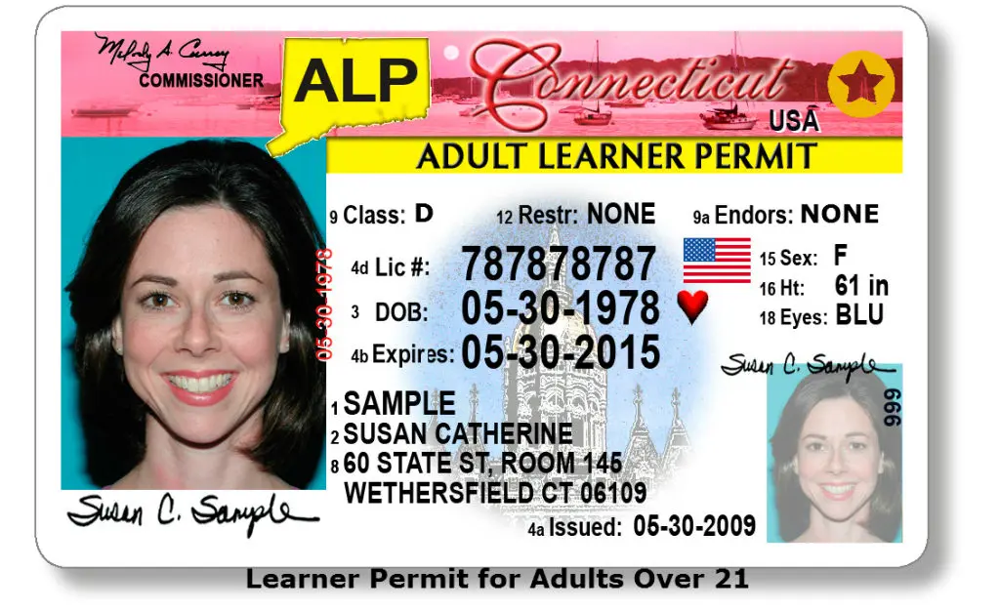 Melody A. Currey
COMMISSIONER
ALP
Connecticut
USA
ADULT LEARNER PERMIT
9 Class: D
12 Restr: NONE
9a Endors: NONE
4d Lic #: 787878787
15 Sex: F
16 Ht: 61 in
3 DOB: 05-30-1978
18 Eyes: BLU
4b Expires: 05-30-2015
05-30-1978
1 SAMPLE
2 SUSAN CATHERINE
8 60 STATE ST, ROOM 145
WETHERSFIELD CT 06109
4a Issued: 05-30-2009
Susan C. Sample
666
Susan C. Sample
Learner Permit for Adults Over 21